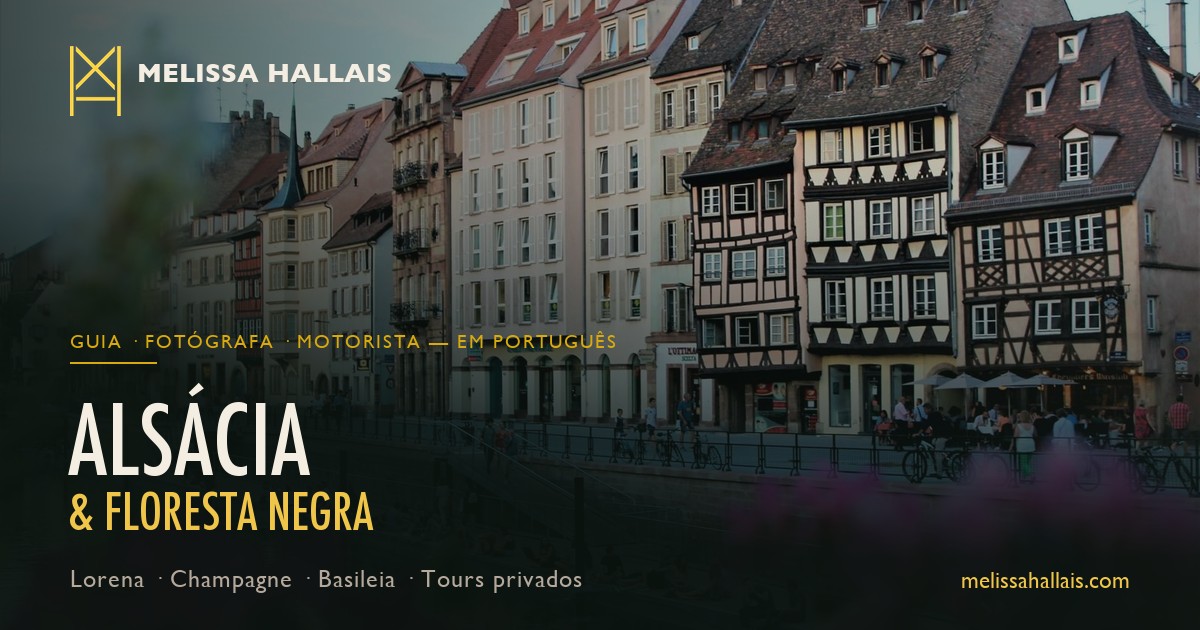 MELISSA HALLAIS
GUIA · FOTÓGRAFA · MOTORISTA — EM PORTUGUÊS
ALSÁCIA
& FLORESTA NEGRA
Lorena · Champagne · Basileia · Tours privados
melissahallais.com